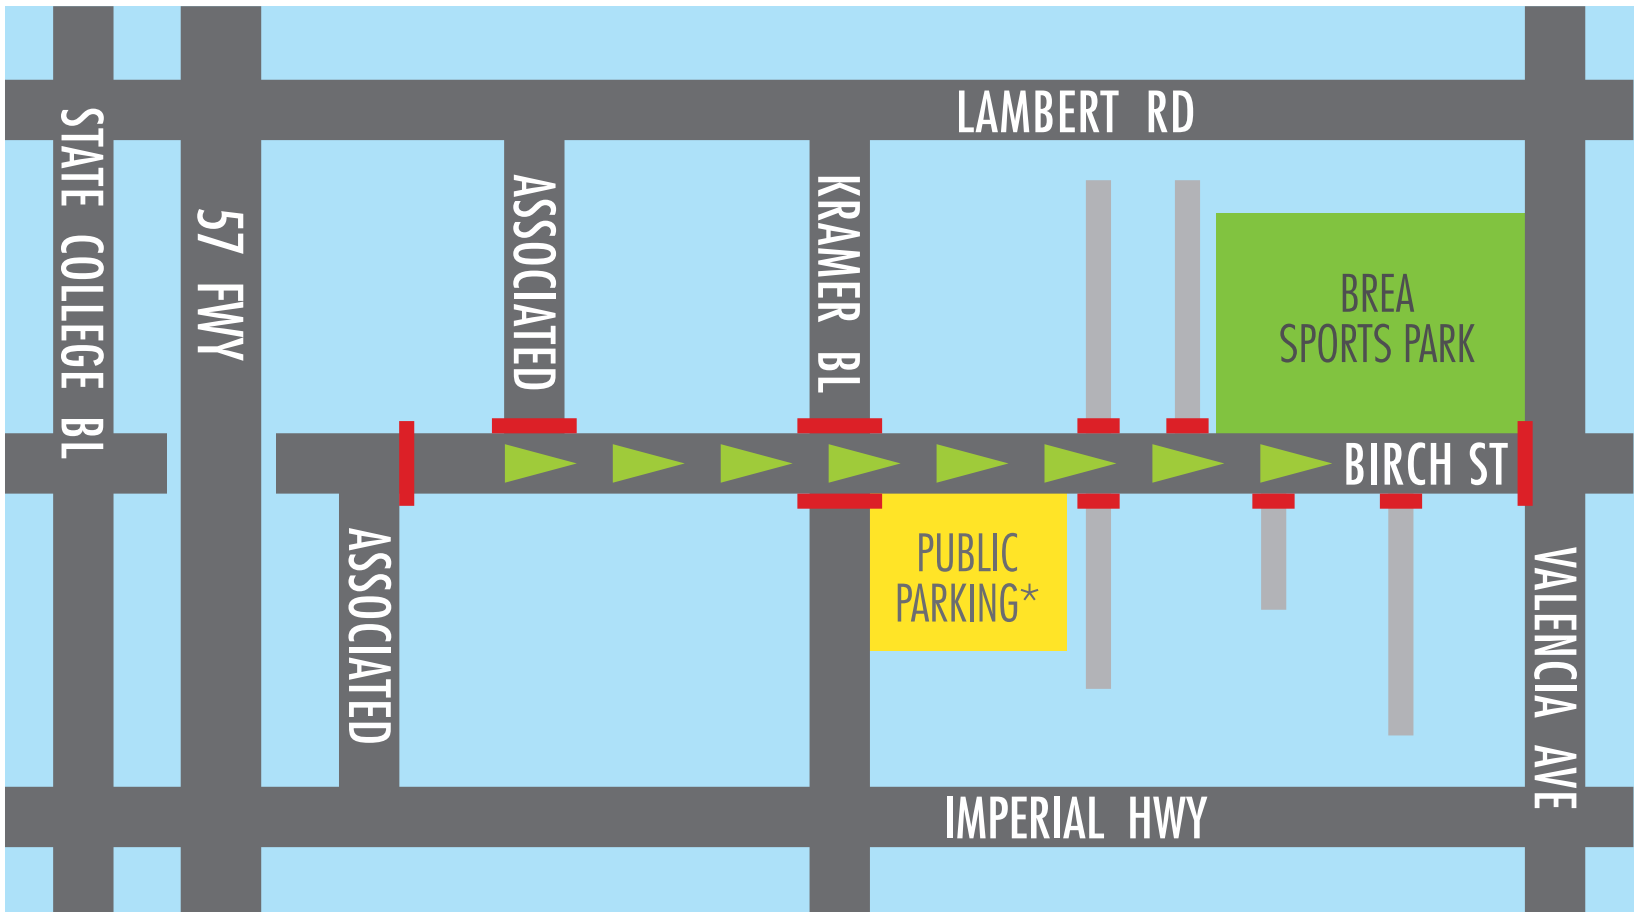 LAMBERT RD
STATE COLLEGE BL
57 FWY
ASSOCIATED
KRAMER BL
BREA
SPORTS PARK
BIRCH ST
ASSOCIATED
PUBLIC
PARKING*
VALENCIA AVE
IMPERIAL HWY